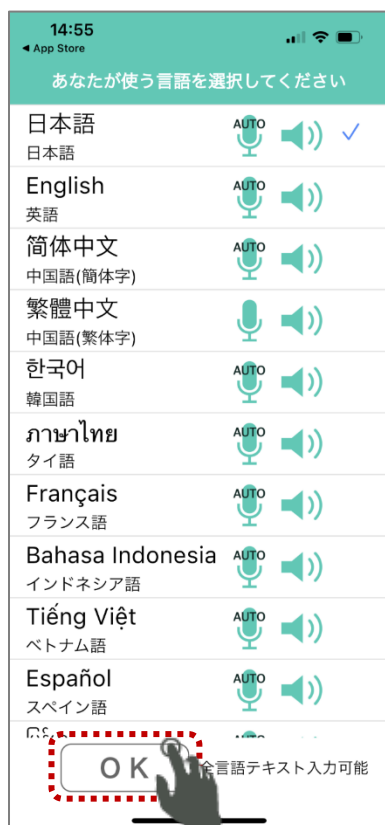 14:55
◀ App Store
あなたが使う言語を選択してください
日本語
AUTO
日本語
English
AUTO
英語
简体中文
AUTO
中国語(簡体字)
繁體中文
中国語(繁体字)
한국어
AUTO
韓国語
ภาษาไทย
AUTO
タイ語
Français
AUTO
フランス語
Bahasa Indonesia
AUTO
インドネシア語
Tiếng Việt
AUTO
ベトナム語
Español
AUTO
スペイン語
OK
全言語テキスト入力可能